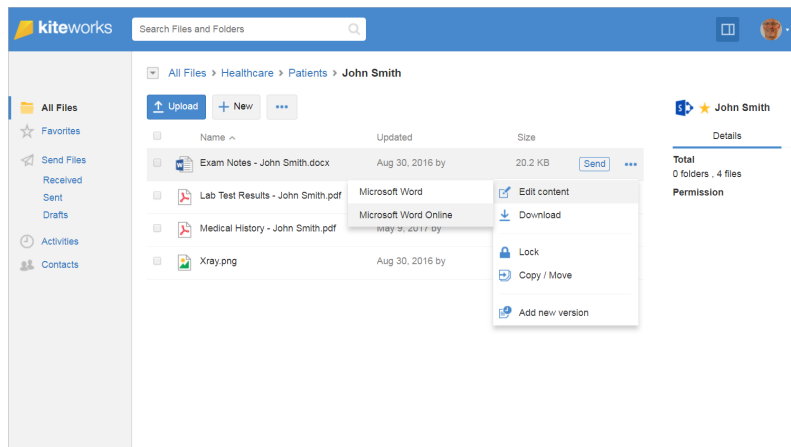 kiteworks
Search Files and Folders
All Files > Healthcare > Patients > John Smith
All Files
Favorites
Send Files
Received
Sent
Drafts
Activities
Contacts
Upload
New
Name
Updated
Size
Exam Notes - John Smith.docx
Aug 30, 2016 by
20.2 KB
Send
Lab Test Results - John Smith.pdf
Medical History - John Smith.pdf
May 9, 2017 by
Xray.png
Aug 30, 2016 by
Microsoft Word
Microsoft Word Online
Edit content
Download
Lock
Copy / Move
Add new version
John Smith
Details
Total
0 folders , 4 files
Permission